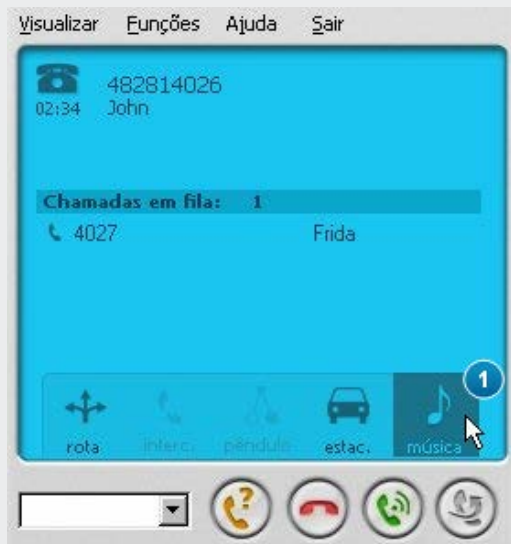 Visualizar Funções Ajuda Sair
482814026
02:34 John
Chamadas em fila: 1
4027 Frida
1
rota interc. pêndulo estac. música